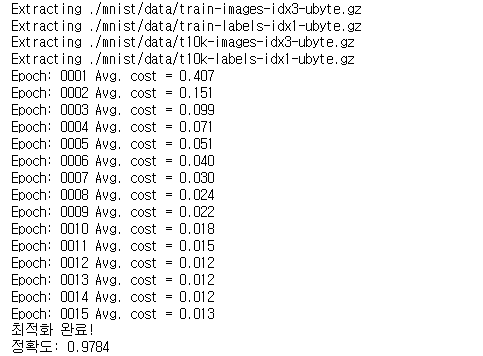 Extracting ./mnist/data/train-images-idx3-ubyte.gz
Extracting ./mnist/data/train-labels-idx1-ubyte.gz
Extracting ./mnist/data/t10k-images-idx3-ubyte.gz
Extracting ./mnist/data/t10k-labels-idx1-ubyte.gz
Epoch: 0001 Avg. cost = 0.407
Epoch: 0002 Avg. cost = 0.151
Epoch: 0003 Avg. cost = 0.099
Epoch: 0004 Avg. cost = 0.071
Epoch: 0005 Avg. cost = 0.051
Epoch: 0006 Avg. cost = 0.040
Epoch: 0007 Avg. cost = 0.030
Epoch: 0008 Avg. cost = 0.024
Epoch: 0009 Avg. cost = 0.022
Epoch: 0010 Avg. cost = 0.018
Epoch: 0011 Avg. cost = 0.015
Epoch: 0012 Avg. cost = 0.012
Epoch: 0013 Avg. cost = 0.012
Epoch: 0014 Avg. cost = 0.012
Epoch: 0015 Avg. cost = 0.013
최적화 완료!
정확도: 0.9784